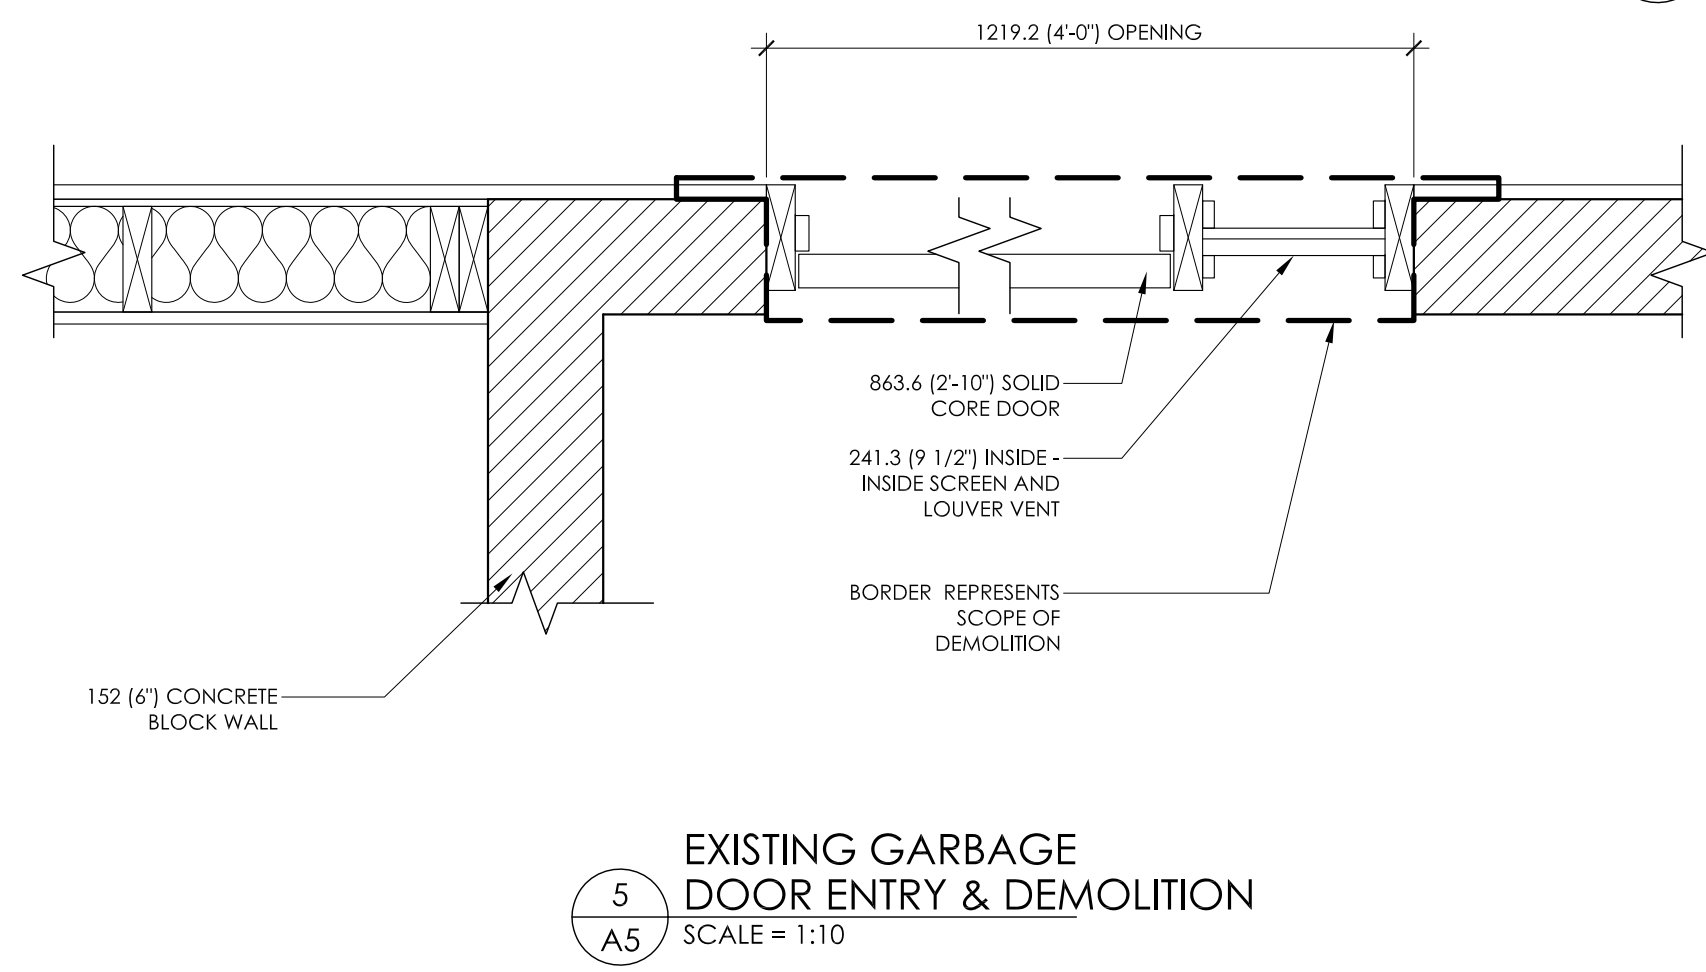 1219.2 (4'-0") OPENING
863.6 (2'-10") SOLID
CORE DOOR
241.3 (9 1/2") INSIDE -
INSIDE SCREEN AND
LOUVER VENT
BORDER REPRESENTS
SCOPE OF
DEMOLITION
152 (6") CONCRETE
BLOCK WALL
EXISTING GARBAGE
DOOR ENTRY & DEMOLITION
5
A5
SCALE = 1:10